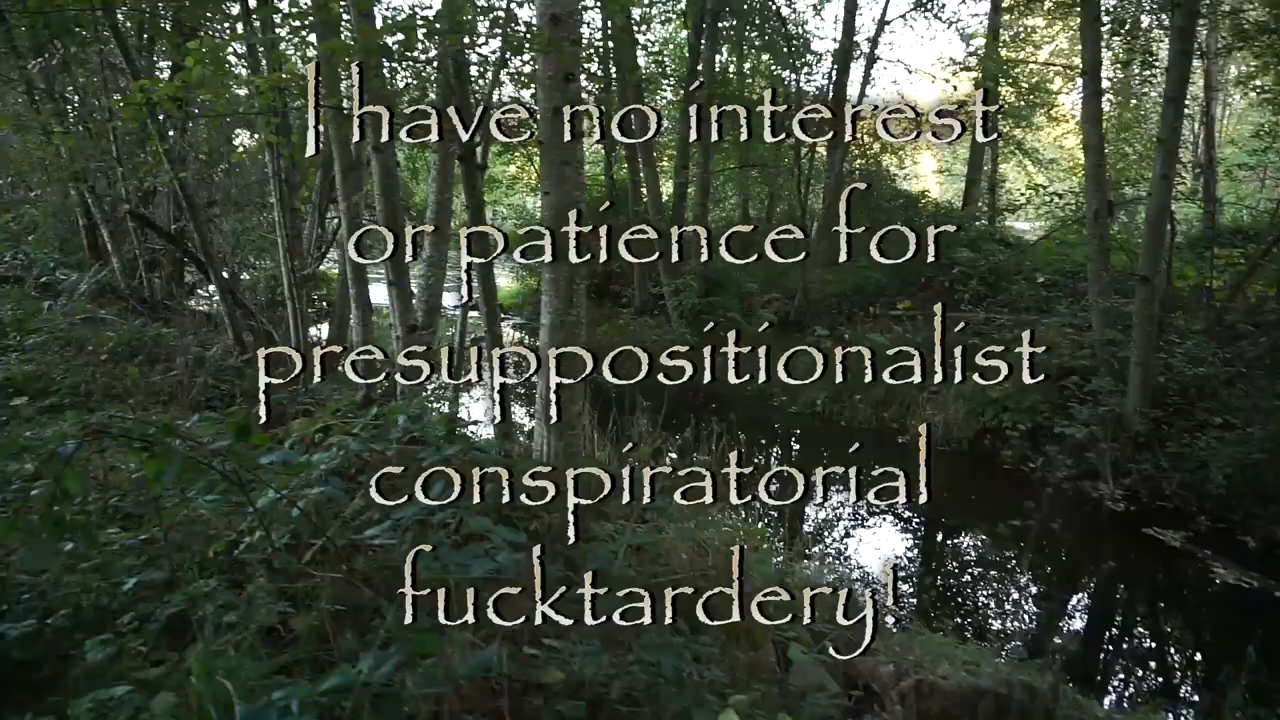 I have no interest
or patience for
presuppositionalist
conspiratorial
fucktardery!